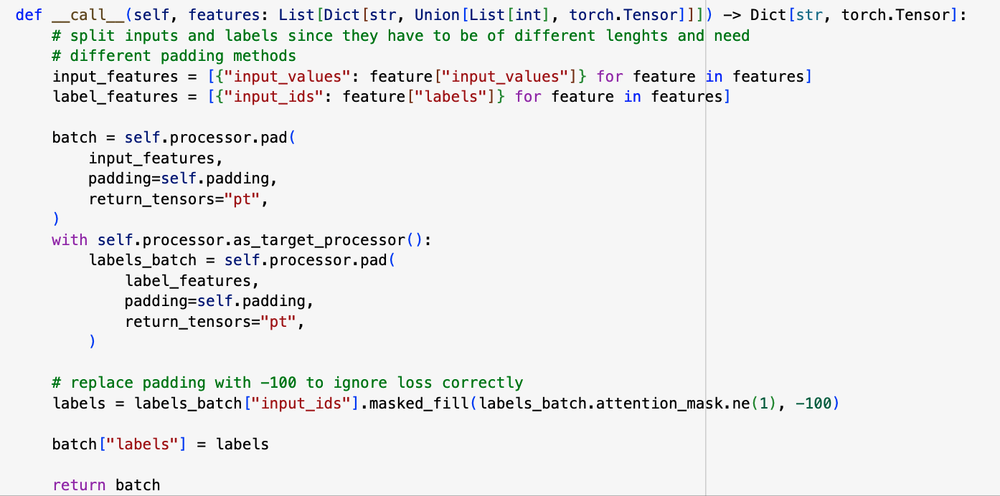 def __call__(self, features: List[Dict[str, Union[List[int], torch.Tensor]]]) -> Dict[str, torch.Tensor]:
    # split inputs and labels since they have to be of different lenghts and need
    # different padding methods
    input_features = [{"input_values": feature["input_values"]} for feature in features]
    label_features = [{"input_ids": feature["labels"]} for feature in features]

    batch = self.processor.pad(
        input_features,
        padding=self.padding,
        return_tensors="pt",
    )
    with self.processor.as_target_processor():
        labels_batch = self.processor.pad(
            label_features,
            padding=self.padding,
            return_tensors="pt",
        )

    # replace padding with -100 to ignore loss correctly
    labels = labels_batch["input_ids"].masked_fill(labels_batch.attention_mask.ne(1), -100)

    batch["labels"] = labels

    return batch